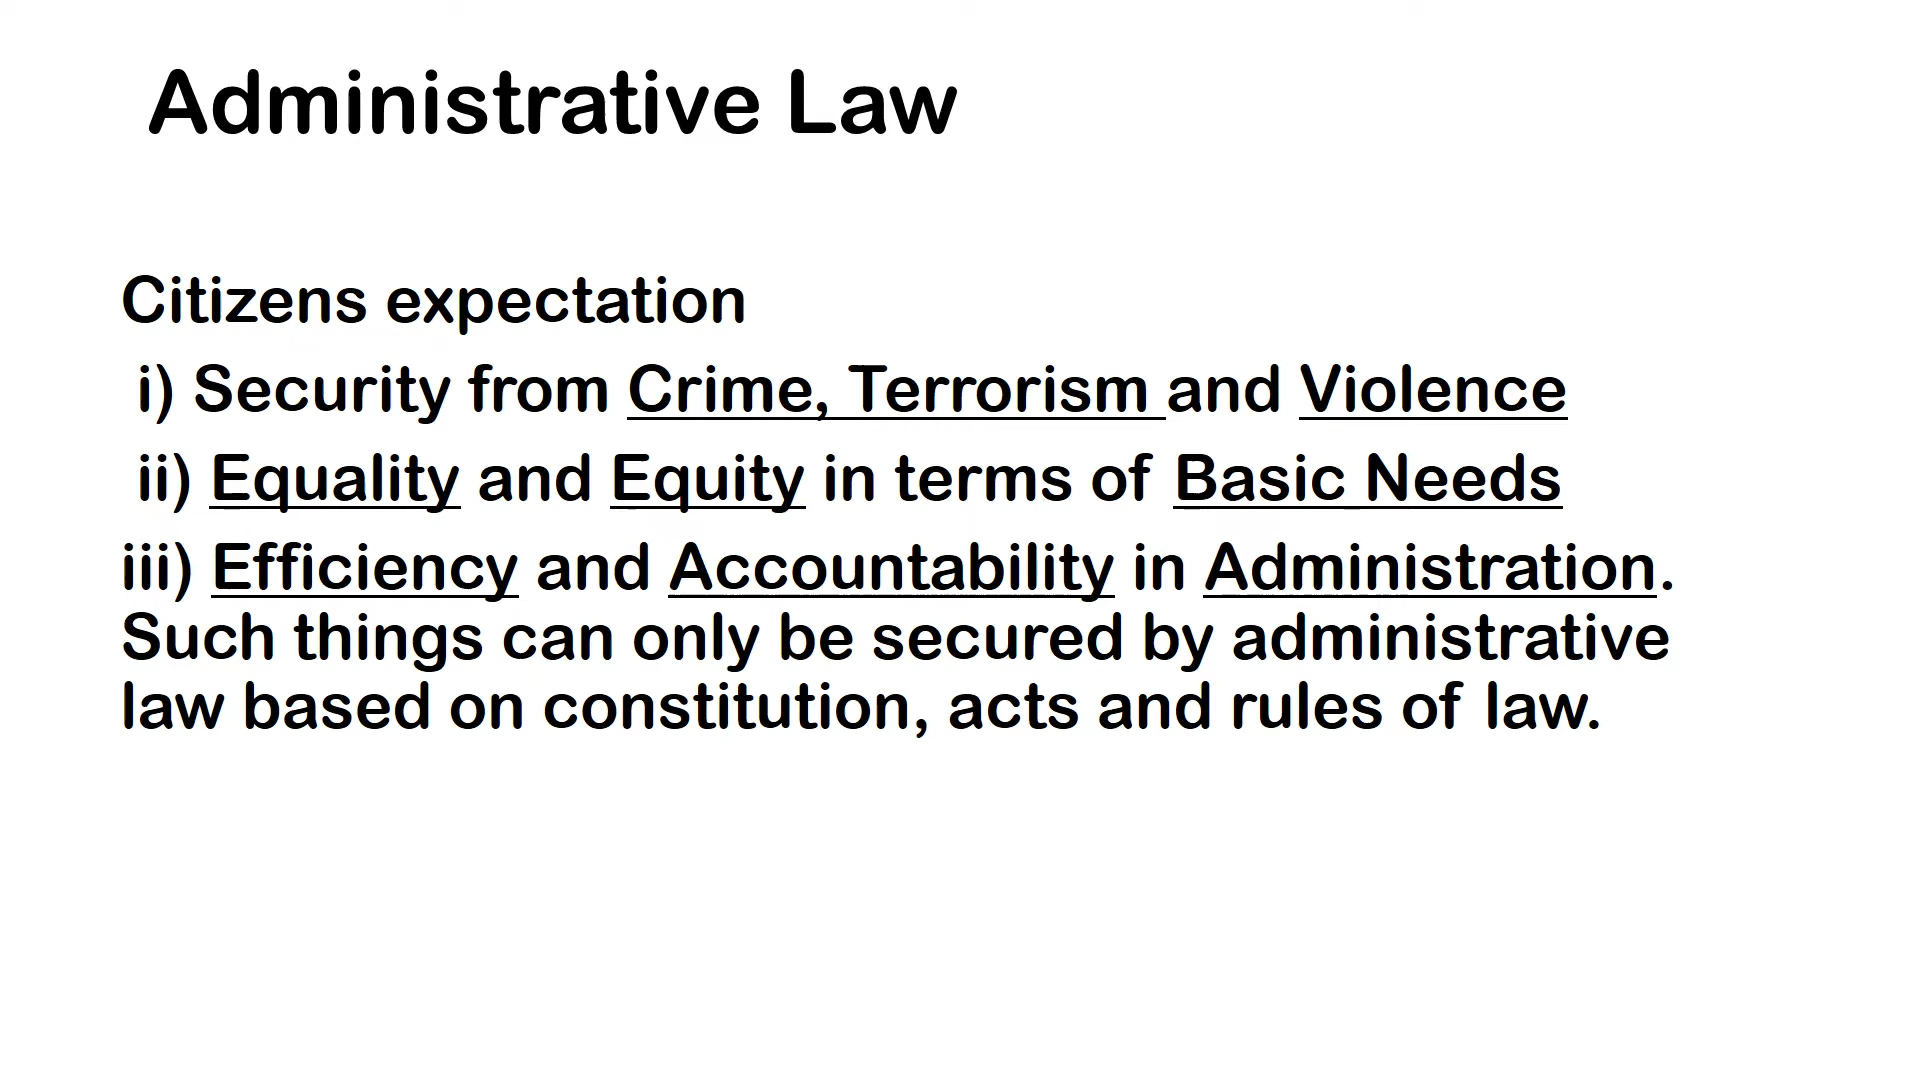 Administrative Law
Citizens expectation
i) Security from Crime, Terrorism and Violence
ii) Equality and Equity in terms of Basic Needs
iii) Efficiency and Accountability in Administration.
Such things can only be secured by administrative
law based on constitution, acts and rules of law.